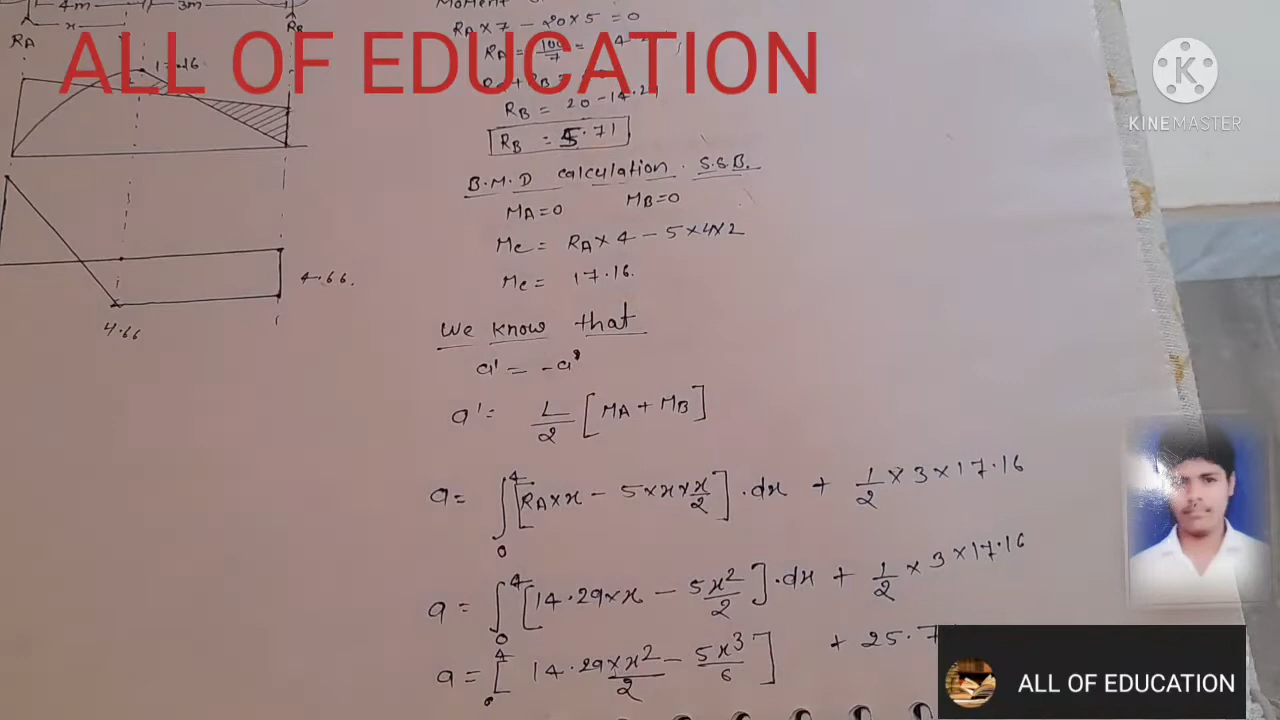 4m 3m
x
RA RB
ALL OF EDUCATION
KINEMASTER
Moment
RA×7 - 20×5 = 0
RA = 100/7 =
RB = 20 - 14.29
RB = 5.71
B.M.D calculation. S.S.B.
MA=0 MB=0
Mc = RA×4 - 5×4×2
Mc = 17.16.
4.66.
4.66
We know that
a' = -a
a' = L/2 [MA + MB]
a = ∫₀⁴ [RA×x - 5×x×x/2].dx + 1/2×3×17.16
a = ∫₀⁴ [14.29×x - 5x²/2].dx + 1/2×3×17.16
a = [14.29×x²/2 - 5x³/6]₀⁴ + 25.7
ALL OF EDUCATION